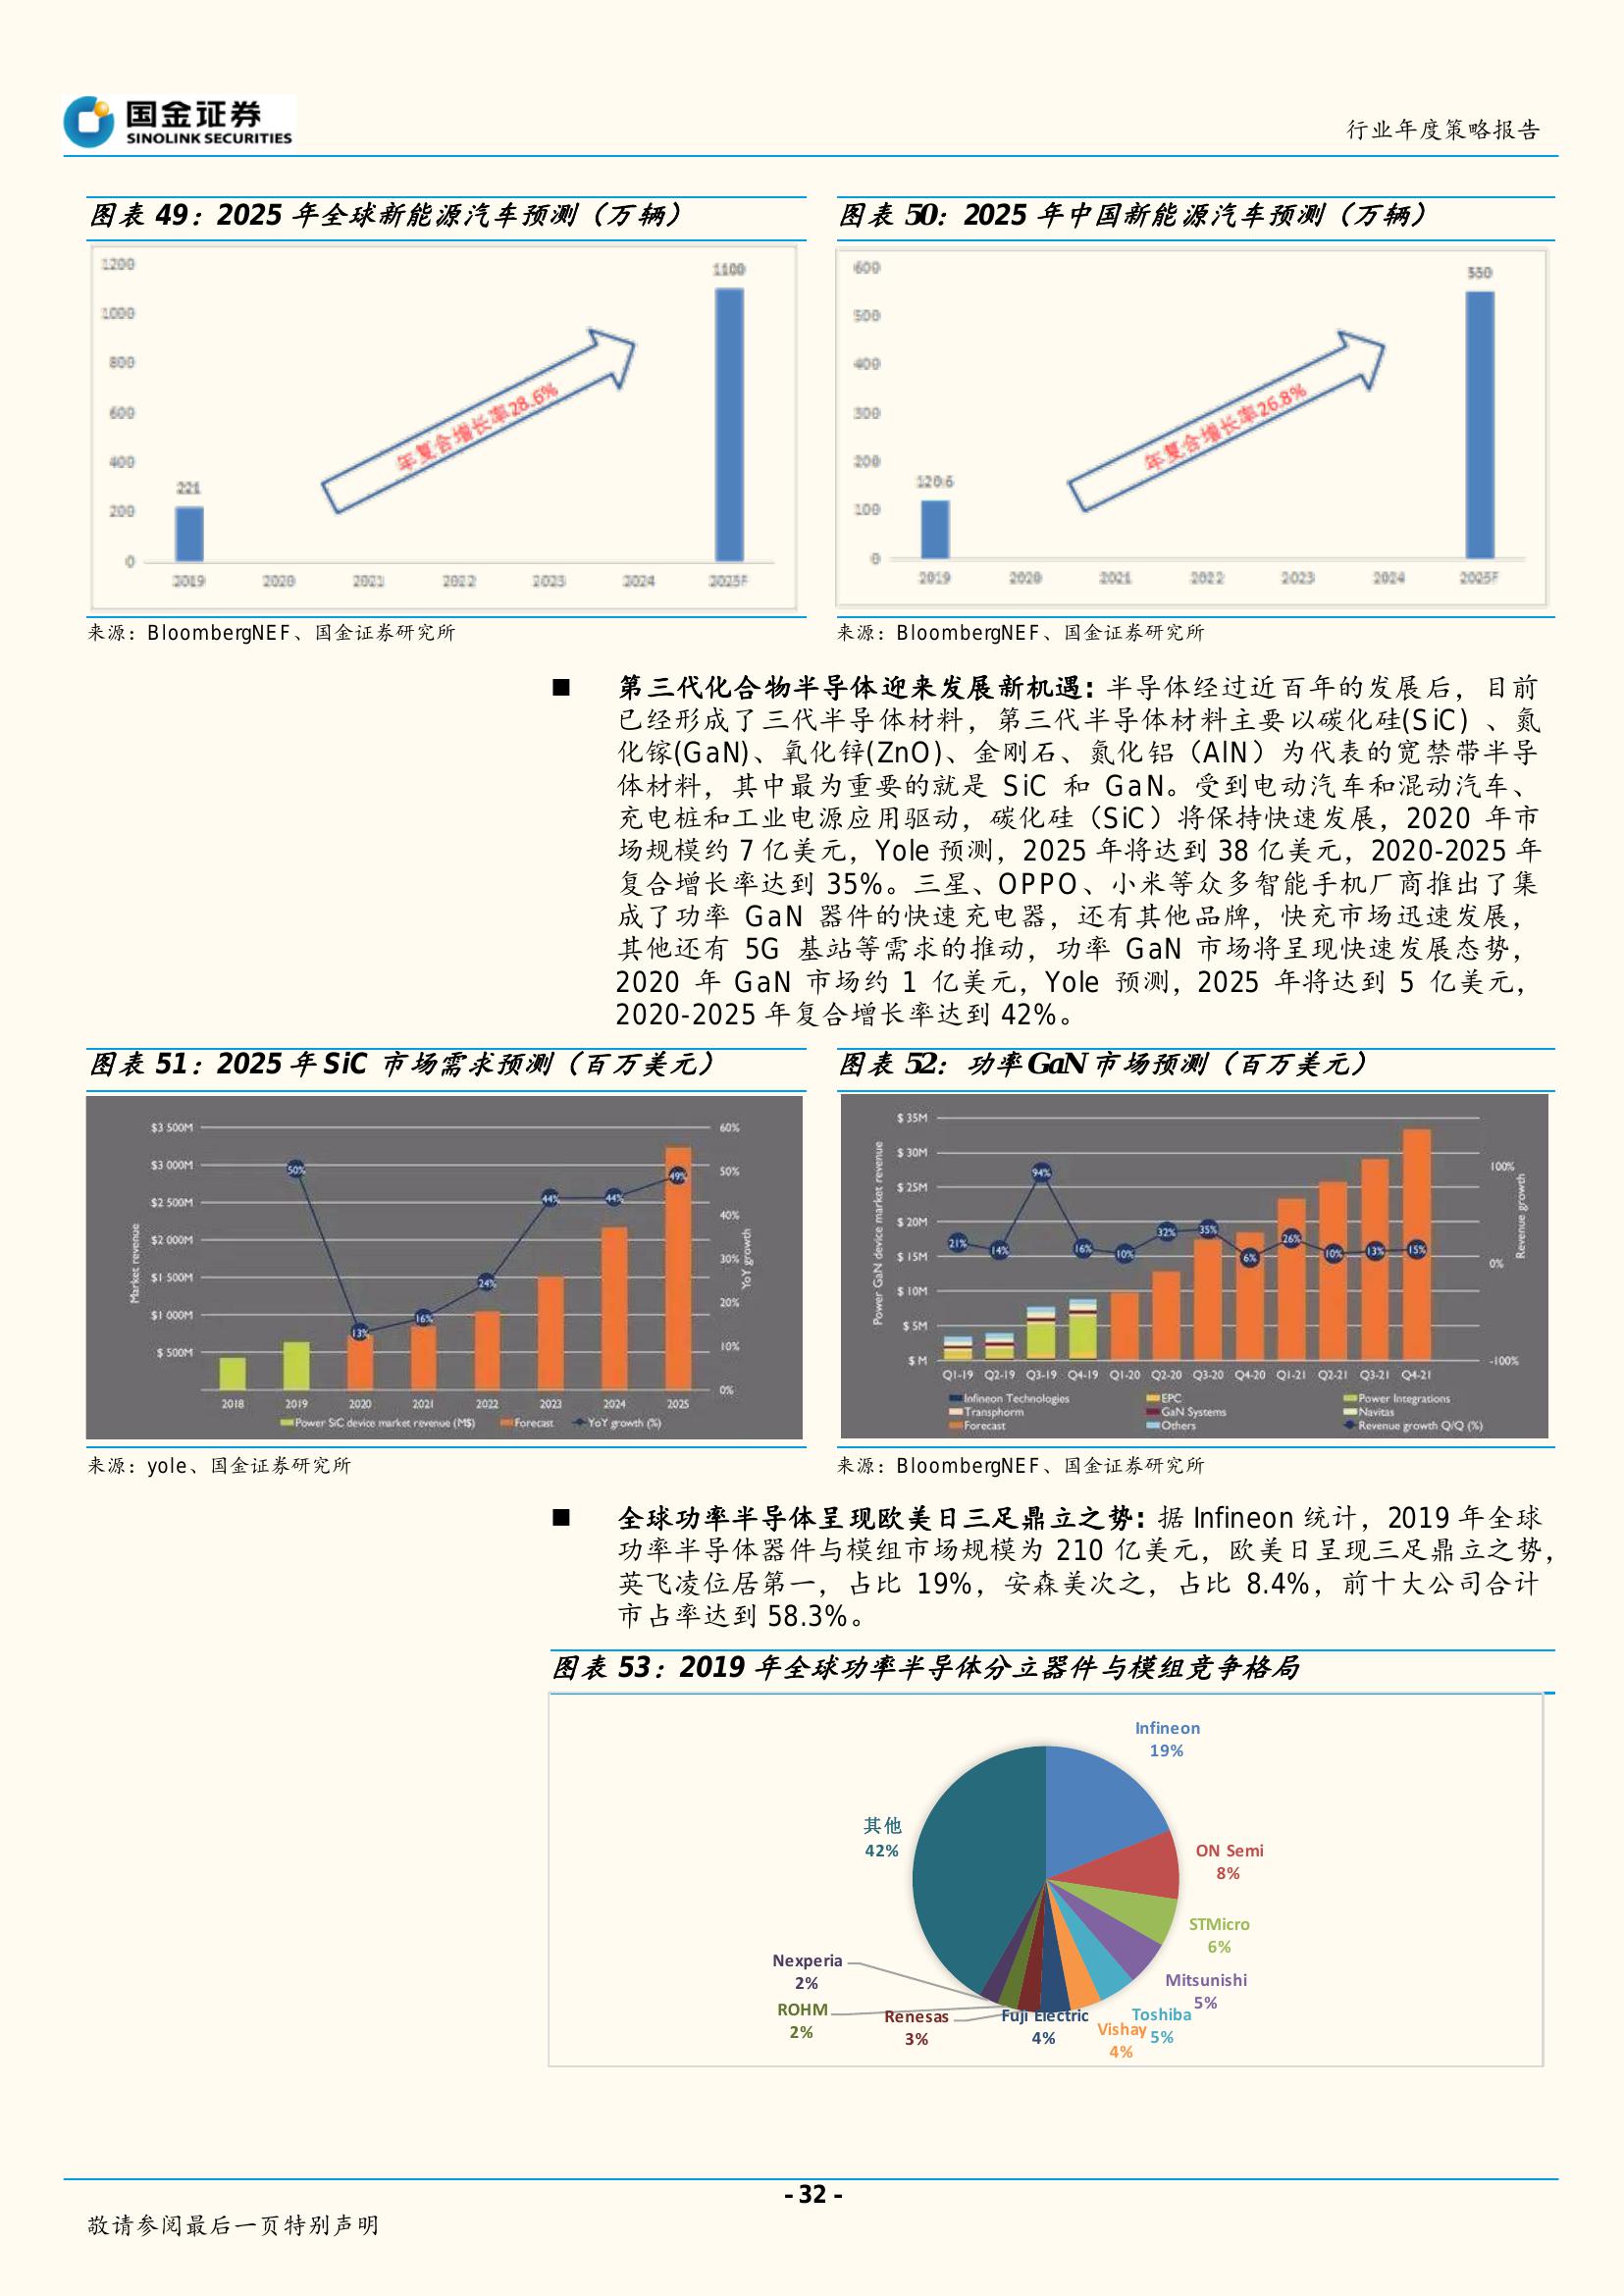 国金证券
SINOLINK SECURITIES
行业年度策略报告
图表 49：2025 年全球新能源汽车预测（万辆）
1200
1000
800
600
400
200
0
221
1100
年复合增长率28.6%
2019 2020 2021 2022 2023 2024 2025F
来源：BloombergNEF、国金证券研究所
图表 50：2025 年中国新能源汽车预测（万辆）
600
500
400
300
200
100
0
120.6
550
年复合增长率26.8%
2019 2020 2021 2022 2023 2024 2025F
来源：BloombergNEF、国金证券研究所
■ 第三代化合物半导体迎来发展新机遇：半导体经过近百年的发展后，目前
已经形成了三代半导体材料，第三代半导体材料主要以碳化硅(SiC) 、氮
化镓(GaN)、氧化锌(ZnO)、金刚石、氮化铝（AlN）为代表的宽禁带半导
体材料，其中最为重要的就是 SiC 和 GaN。受到电动汽车和混动汽车、
充电桩和工业电源应用驱动，碳化硅（SiC）将保持快速发展，2020 年市
场规模约 7 亿美元，Yole 预测，2025 年将达到 38 亿美元，2020-2025 年
复合增长率达到 35%。三星、OPPO、小米等众多智能手机厂商推出了集
成了功率 GaN 器件的快速充电器，还有其他品牌，快充市场迅速发展，
其他还有 5G 基站等需求的推动，功率 GaN 市场将呈现快速发展态势，
2020 年 GaN 市场约 1 亿美元，Yole 预测，2025 年将达到 5 亿美元，
2020-2025 年复合增长率达到 42%。
图表 51：2025 年 SiC 市场需求预测（百万美元）
Market revenue
$3 500M
$3 000M
$2 500M
$2 000M
$1 500M
$1 000M
$ 500M
50% 13% 16% 24% 44% 44% 49%
60%
50%
40%
30%
20%
10%
0%
YoY growth
2018 2019 2020 2021 2022 2023 2024 2025
Power SiC device market revenue (M$) Forecast YoY growth (%)
来源：yole、国金证券研究所
图表 52：功率 GaN 市场预测（百万美元）
Power GaN device market revenue
$ 35M
$ 30M
$ 25M
$ 20M
$ 15M
$ 10M
$ 5M
$ M
21% 14% 94% 16% 10% 32% 35% 6% 26% 10% 13% 15%
100%
0%
-100%
Revenue growth
Q1-19 Q2-19 Q3-19 Q4-19 Q1-20 Q2-20 Q3-20 Q4-20 Q1-21 Q2-21 Q3-21 Q4-21
Infineon Technologies EPC Power Integrations
Transphorm GaN Systems Navitas
Forecast Others Revenue growth Q/Q (%)
来源：BloombergNEF、国金证券研究所
■ 全球功率半导体呈现欧美日三足鼎立之势：据 Infineon 统计，2019 年全球
功率半导体器件与模组市场规模为 210 亿美元，欧美日呈现三足鼎立之势，
英飞凌位居第一，占比 19%，安森美次之，占比 8.4%，前十大公司合计
市占率达到 58.3%。
图表 53：2019 年全球功率半导体分立器件与模组竞争格局
Infineon
19%
ON Semi
8%
STMicro
6%
Mitsunishi
5%
Toshiba
5%
Vishay
4%
Fuji Electric
4%
Renesas
3%
ROHM
2%
Nexperia
2%
其他
42%
- 32 -
敬请参阅最后一页特别声明